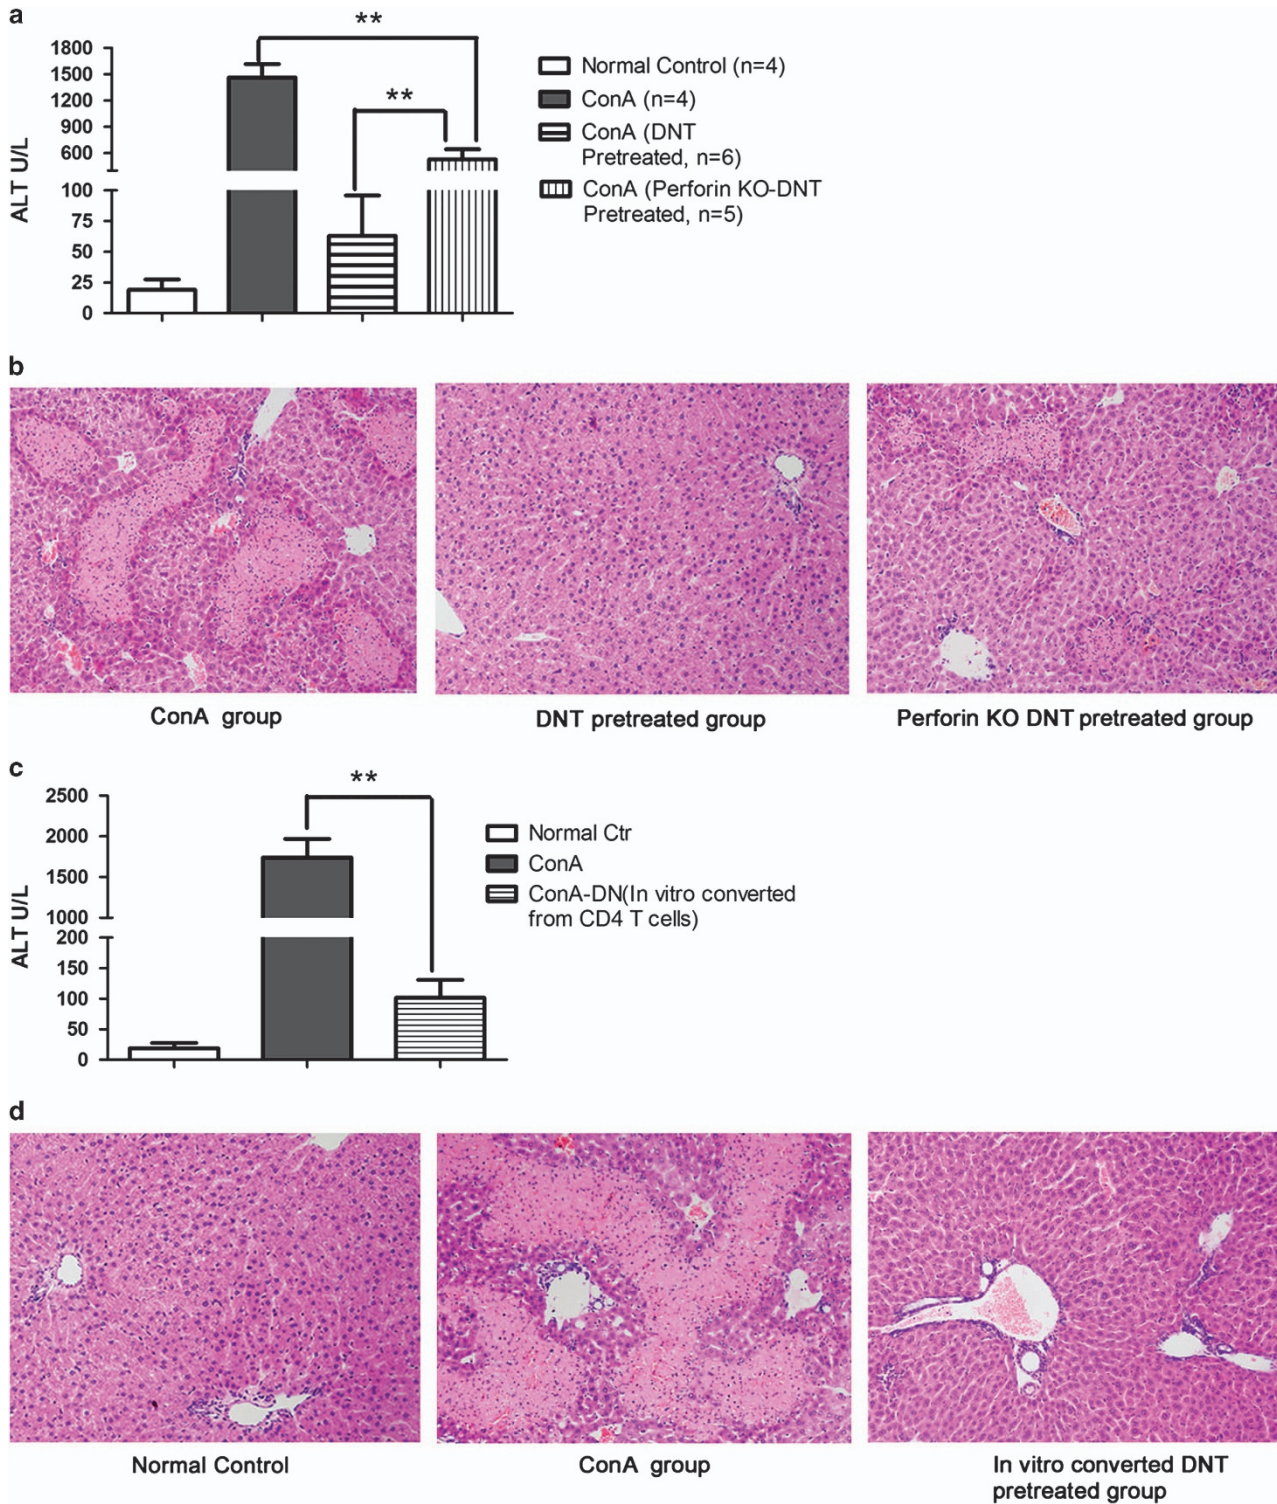 a
**
**
1800
1500
1200
900
600
100
75
50
25
0
ALT U/L
Normal Control (n=4)
ConA (n=4)
ConA (DNT
Pretreated, n=6)
ConA (Perforin KO-DNT
Pretreated, n=5)
b
ConA group
DNT pretreated group
Perforin KO DNT pretreated group
c
**
2500
2000
1500
1000
200
150
100
50
0
ALT U/L
Normal Ctr
ConA
ConA-DN(In vitro converted
from CD4 T cells)
d
Normal Control
ConA group
In vitro converted DNT
pretreated group